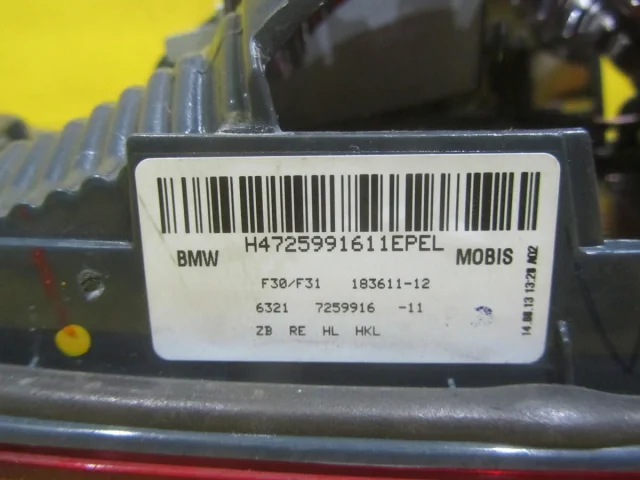 H4725991611EPEL
BMW MOBIS
F30/F31 183611-12
6321 7259916 -11
ZB RE HL HKL
14.08.13 13:28 A02